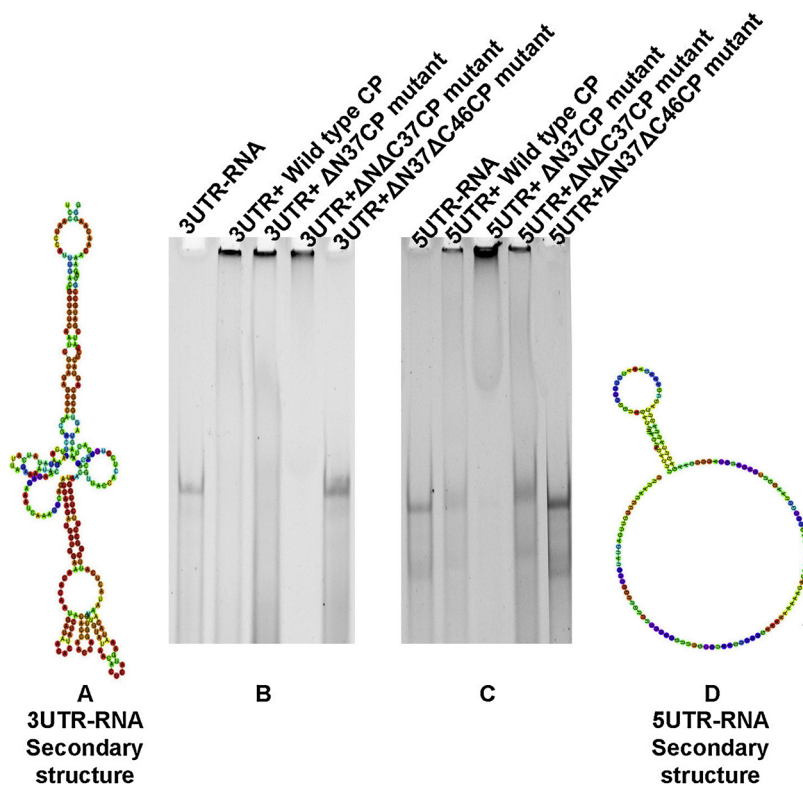 3UTR-RNA
3UTR+ Wild type CP
3UTR+ ΔN37CP mutant
3UTR+ΔNΔC37CP mutant
3UTR+ΔN37ΔC46CP mutant
5UTR-RNA
5UTR+ Wild type CP
5UTR+ ΔN37CP mutant
5UTR+ΔNΔC37CP mutant
5UTR+ΔN37ΔC46CP mutant
A
3UTR-RNA
Secondary
structure
B
C
D
5UTR-RNA
Secondary
structure